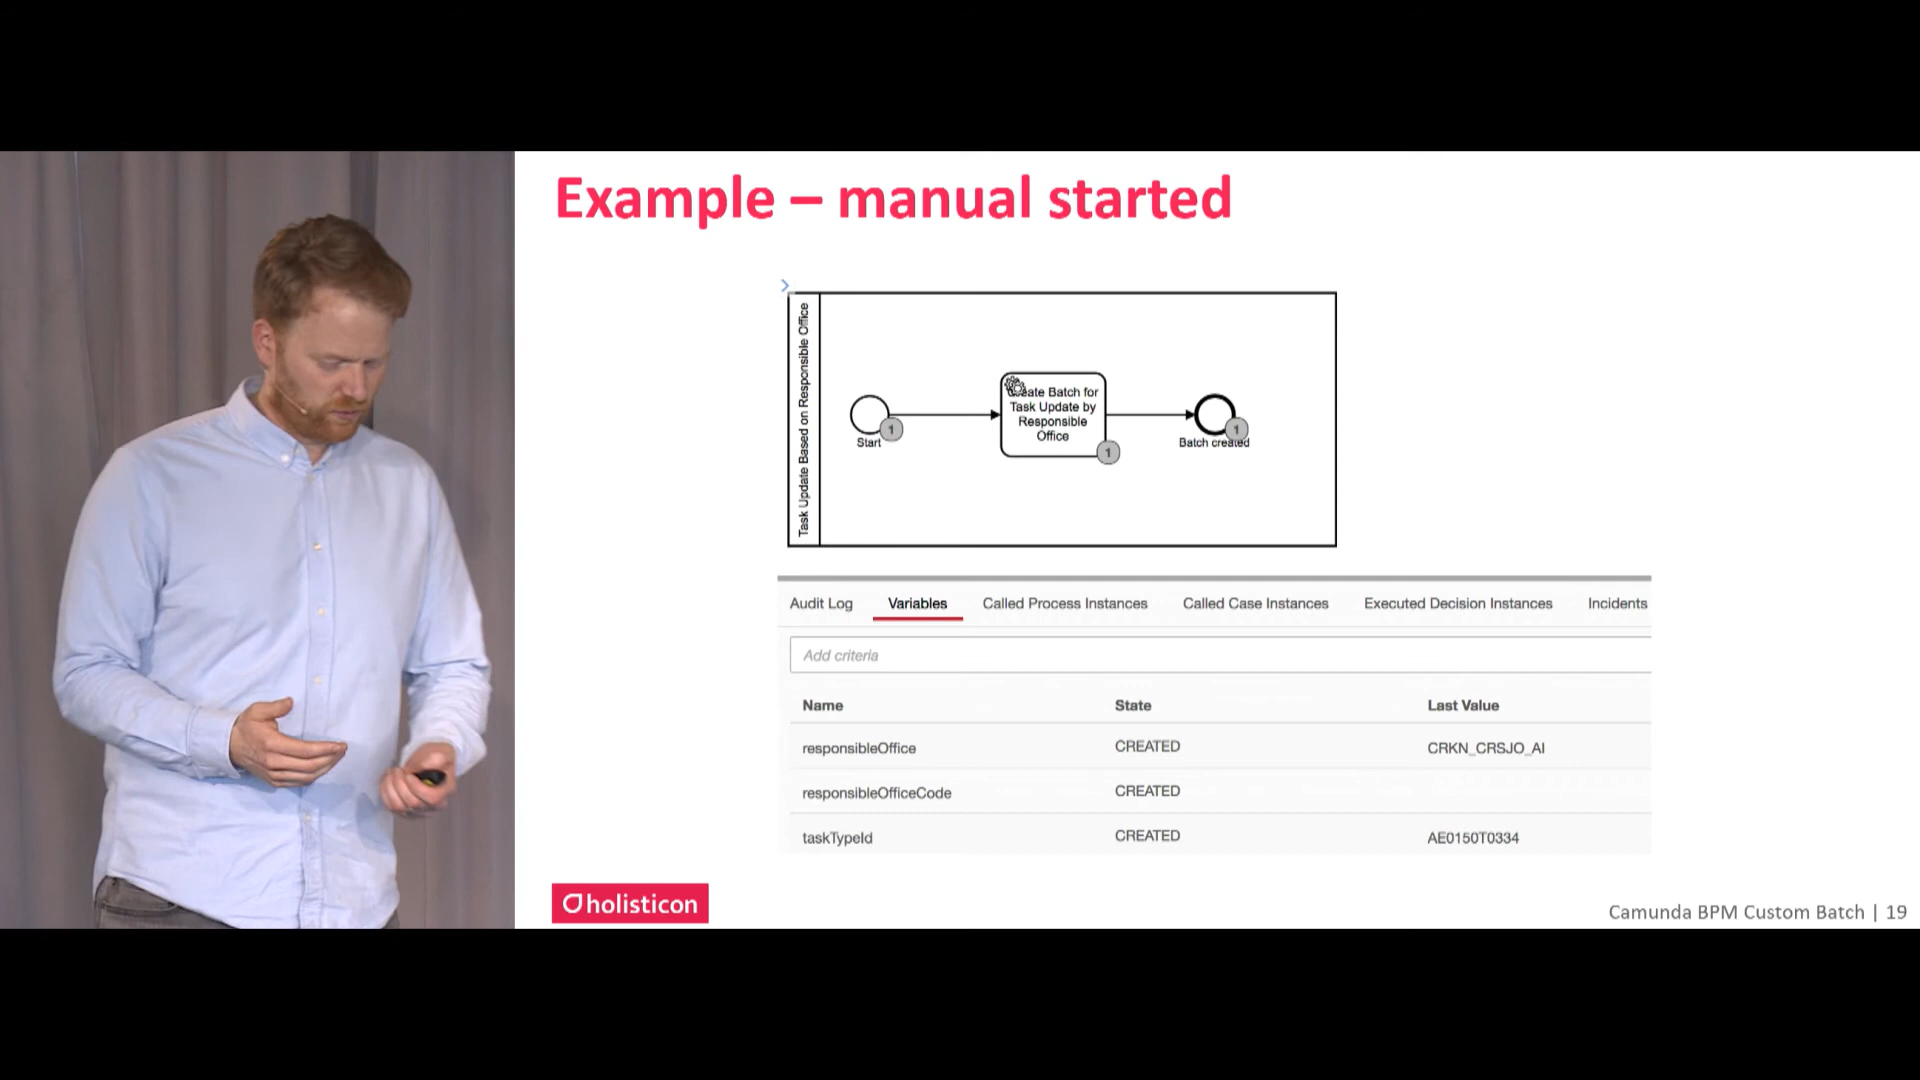 Example – manual started
Task Update Based on Responsible Office
Start
1
Create Batch for
Task Update by
Responsible
Office
1
1
Batch created
Audit Log Variables Called Process Instances Called Case Instances Executed Decision Instances Incidents
Add criteria
Name State Last Value
responsibleOffice CREATED CRKN_CRSJO_AI
responsibleOfficeCode CREATED
taskTypeId CREATED AE0150T0334
holisticon
Camunda BPM Custom Batch | 19